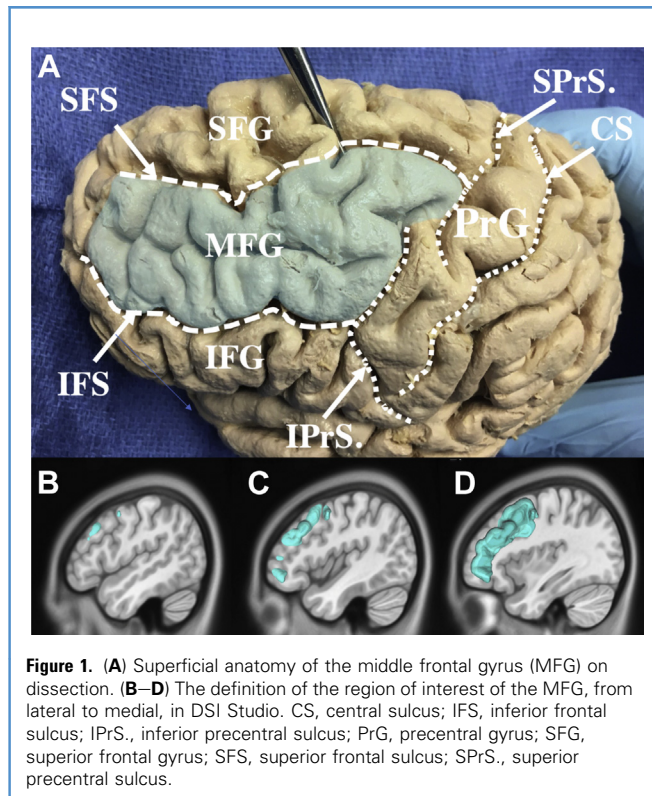 A
SFS
SFG
SPrS.
CS
PrG
MFG
IFG
IFS
IPrS.
B
C
D
Figure 1. (A) Superficial anatomy of the middle frontal gyrus (MFG) on
dissection. (B–D) The definition of the region of interest of the MFG, from
lateral to medial, in DSI Studio. CS, central sulcus; IFS, inferior frontal
sulcus; IPrS., inferior precentral sulcus; PrG, precentral gyrus; SFG,
superior frontal gyrus; SFS, superior frontal sulcus; SPrS., superior
precentral sulcus.